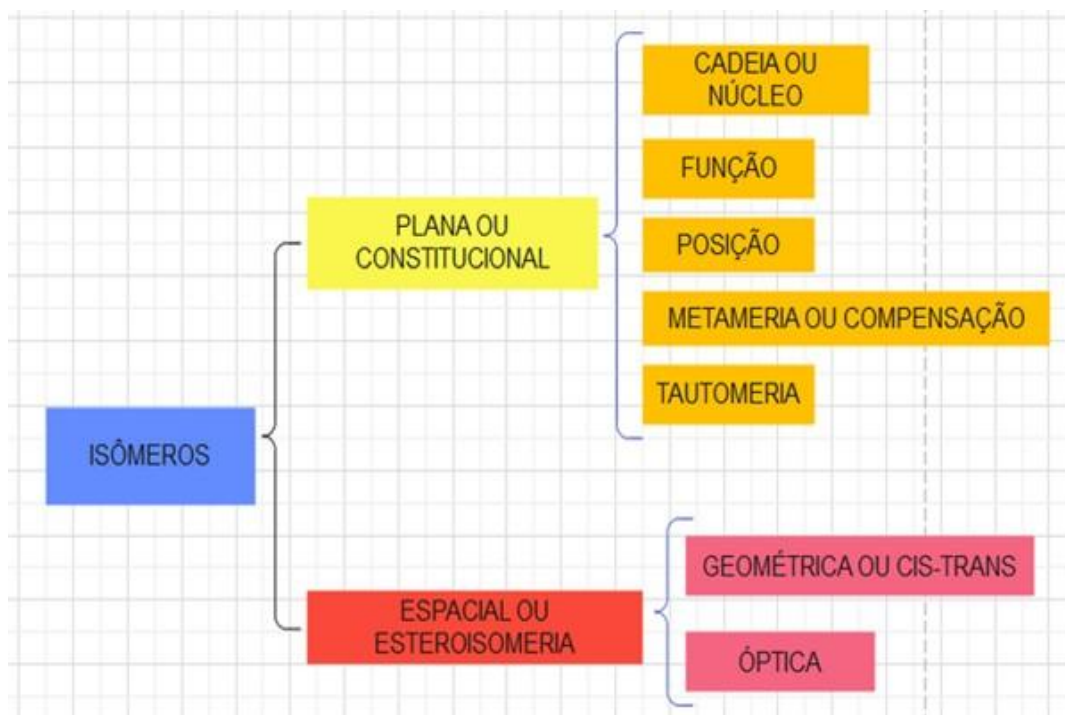 CADEIA OU
NÚCLEO
FUNÇÃO
PLANA OU
CONSTITUCIONAL
POSIÇÃO
METAMERIA OU COMPENSAÇÃO
TAUTOMERIA
ISÔMEROS
GEOMÉTRICA OU CIS-TRANS
ESPACIAL OU
ESTEROISOMERIA
ÓPTICA